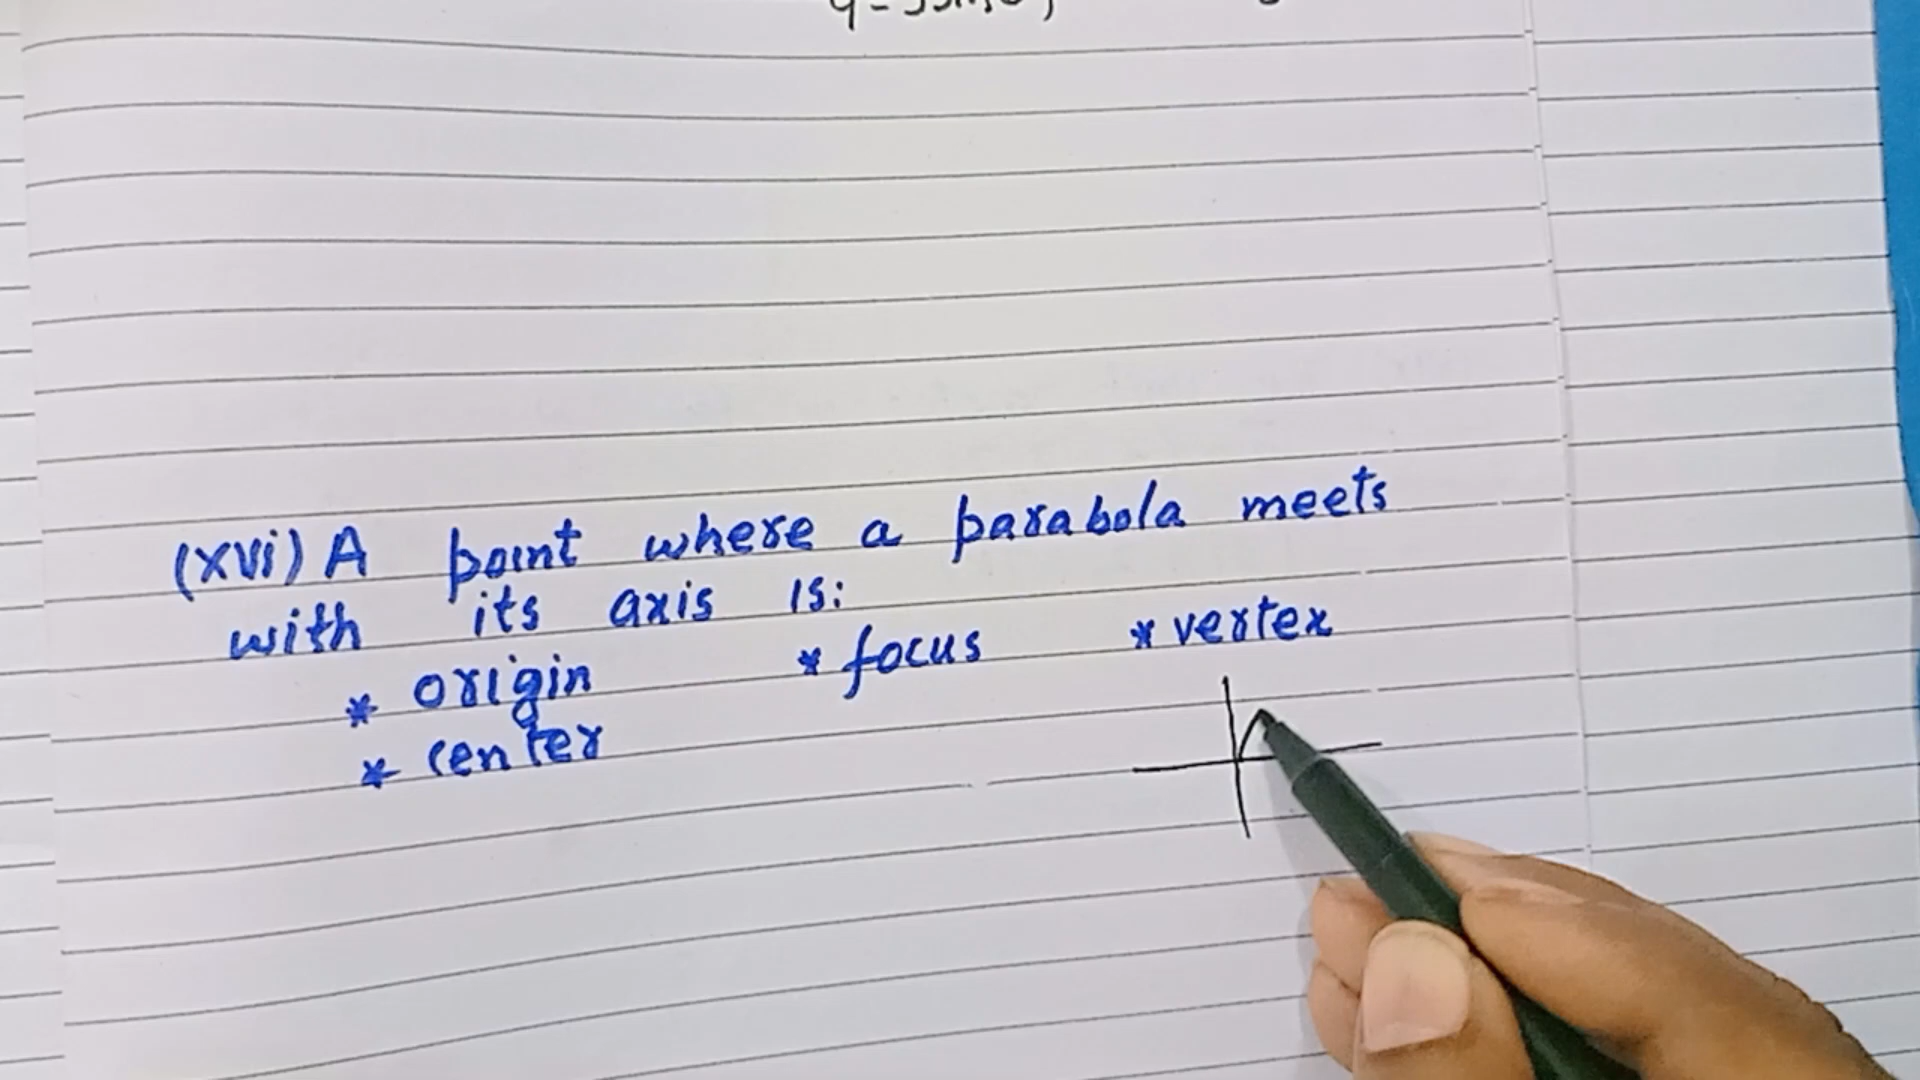 (xvi) A point where a parabola meets
with its axis is:
* origin * focus * vertex
* center